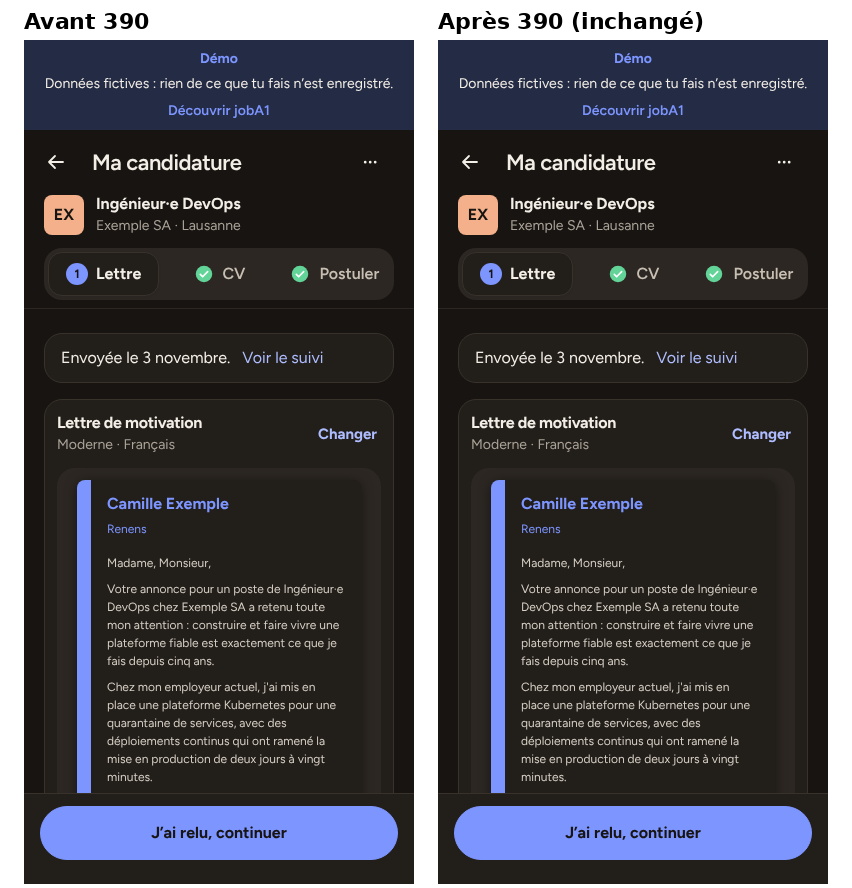 Avant 390
Démo
Données fictives : rien de ce que tu fais n’est enregistré.
Découvrir jobA1
Ma candidature
EX
Ingénieur·e DevOps
Exemple SA · Lausanne
1 Lettre
CV
Postuler
Envoyée le 3 novembre. Voir le suivi
Lettre de motivation
Moderne · Français
Changer
Camille Exemple
Renens
Madame, Monsieur,
Votre annonce pour un poste de Ingénieur·e
DevOps chez Exemple SA a retenu toute
mon attention : construire et faire vivre une
plateforme fiable est exactement ce que je
fais depuis cinq ans.
Chez mon employeur actuel, j'ai mis en
place une plateforme Kubernetes pour une
quarantaine de services, avec des
déploiements continus qui ont ramené la
mise en production de deux jours à vingt
minutes.
J’ai relu, continuer
Après 390 (inchangé)
Démo
Données fictives : rien de ce que tu fais n’est enregistré.
Découvrir jobA1
Ma candidature
EX
Ingénieur·e DevOps
Exemple SA · Lausanne
1 Lettre
CV
Postuler
Envoyée le 3 novembre. Voir le suivi
Lettre de motivation
Moderne · Français
Changer
Camille Exemple
Renens
Madame, Monsieur,
Votre annonce pour un poste de Ingénieur·e
DevOps chez Exemple SA a retenu toute
mon attention : construire et faire vivre une
plateforme fiable est exactement ce que je
fais depuis cinq ans.
Chez mon employeur actuel, j'ai mis en
place une plateforme Kubernetes pour une
quarantaine de services, avec des
déploiements continus qui ont ramené la
mise en production de deux jours à vingt
minutes.
J’ai relu, continuer